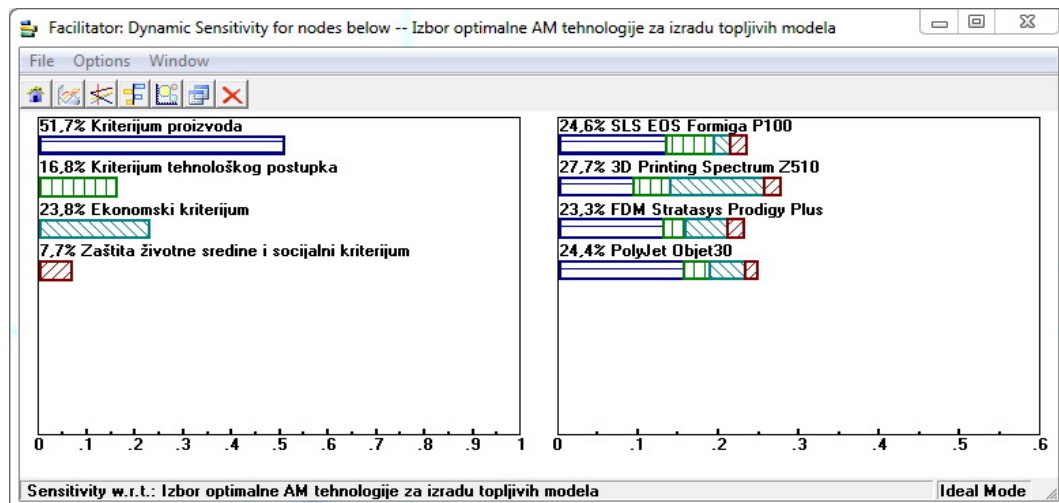 Facilitator: Dynamic Sensitivity for nodes below -- Izbor optimalne AM tehnologije za izradu topljivih modela
File Options Window
51,7% Kriterijum proizvoda
16,8% Kriterijum tehnološkog postupka
23,8% Ekonomski kriterijum
7,7% Zaštita životne sredine i socijalni kriterijum
0 .1 .2 .3 .4 .5 .6 .7 .8 .9 1
24,6% SLS EOS Formiga P100
27,7% 3D Printing Spectrum Z510
23,3% FDM Stratasys Prodigy Plus
24,4% PolyJet Objet30
0 .1 .2 .3 .4 .5 .6
Sensitivity w.r.t.: Izbor optimalne AM tehnologije za izradu topljivih modela
Ideal Mode